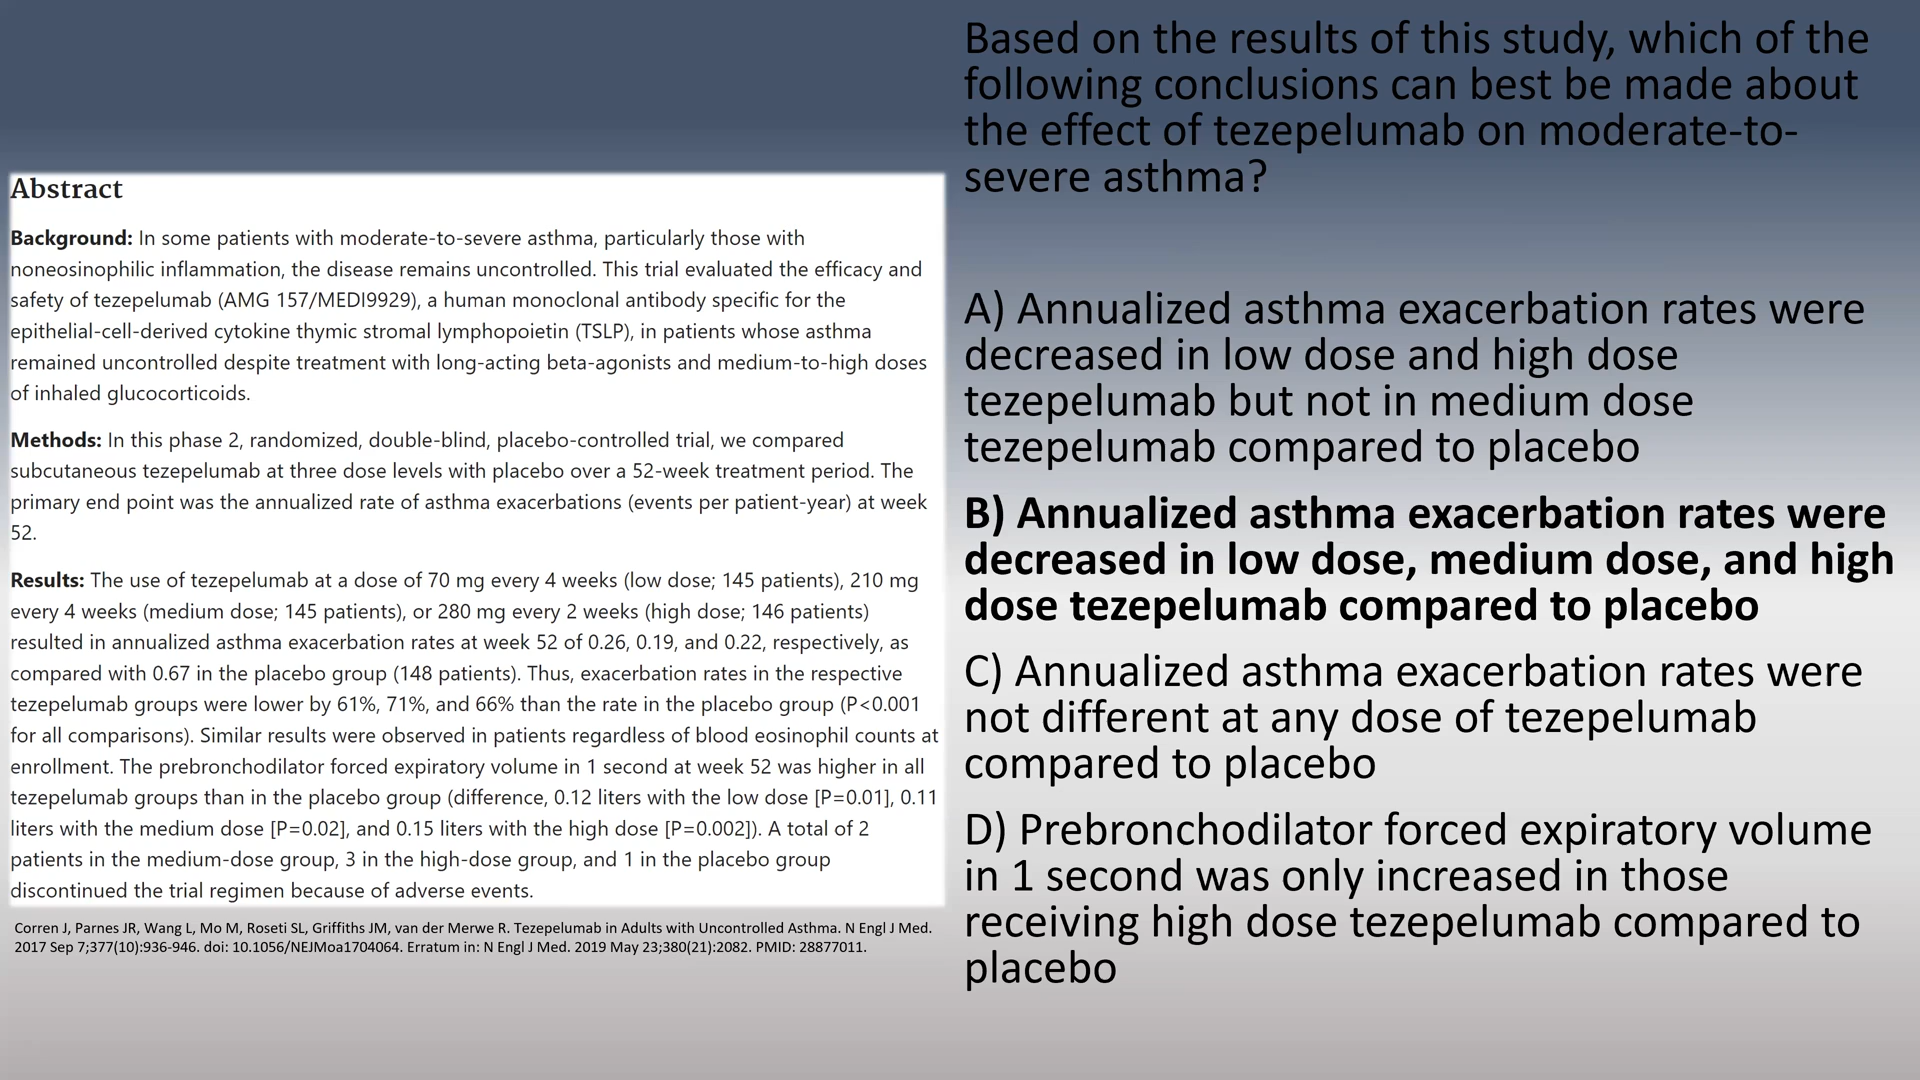 Abstract
Background: In some patients with moderate-to-severe asthma, particularly those with
noneosinophilic inflammation, the disease remains uncontrolled. This trial evaluated the efficacy and
safety of tezepelumab (AMG 157/MEDI9929), a human monoclonal antibody specific for the
epithelial-cell-derived cytokine thymic stromal lymphopoietin (TSLP), in patients whose asthma
remained uncontrolled despite treatment with long-acting beta-agonists and medium-to-high doses
of inhaled glucocorticoids.
Methods: In this phase 2, randomized, double-blind, placebo-controlled trial, we compared
subcutaneous tezepelumab at three dose levels with placebo over a 52-week treatment period. The
primary end point was the annualized rate of asthma exacerbations (events per patient-year) at week
52.
Results: The use of tezepelumab at a dose of 70 mg every 4 weeks (low dose; 145 patients), 210 mg
every 4 weeks (medium dose; 145 patients), or 280 mg every 2 weeks (high dose; 146 patients)
resulted in annualized asthma exacerbation rates at week 52 of 0.26, 0.19, and 0.22, respectively, as
compared with 0.67 in the placebo group (148 patients). Thus, exacerbation rates in the respective
tezepelumab groups were lower by 61%, 71%, and 66% than the rate in the placebo group (P<0.001
for all comparisons). Similar results were observed in patients regardless of blood eosinophil counts at
enrollment. The prebronchodilator forced expiratory volume in 1 second at week 52 was higher in all
tezepelumab groups than in the placebo group (difference, 0.12 liters with the low dose [P=0.01], 0.11
liters with the medium dose [P=0.02], and 0.15 liters with the high dose [P=0.002]). A total of 2
patients in the medium-dose group, 3 in the high-dose group, and 1 in the placebo group
discontinued the trial regimen because of adverse events.
Corren J, Parnes JR, Wang L, Mo M, Roseti SL, Griffiths JM, van der Merwe R. Tezepelumab in Adults with Uncontrolled Asthma. N Engl J Med.
2017 Sep 7;377(10):936-946. doi: 10.1056/NEJMoa1704064. Erratum in: N Engl J Med. 2019 May 23;380(21):2082. PMID: 28877011.
Based on the results of this study, which of the
following conclusions can best be made about
the effect of tezepelumab on moderate-to-
severe asthma?
A) Annualized asthma exacerbation rates were
decreased in low dose and high dose
tezepelumab but not in medium dose
tezepelumab compared to placebo
B) Annualized asthma exacerbation rates were
decreased in low dose, medium dose, and high
dose tezepelumab compared to placebo
C) Annualized asthma exacerbation rates were
not different at any dose of tezepelumab
compared to placebo
D) Prebronchodilator forced expiratory volume
in 1 second was only increased in those
receiving high dose tezepelumab compared to
placebo